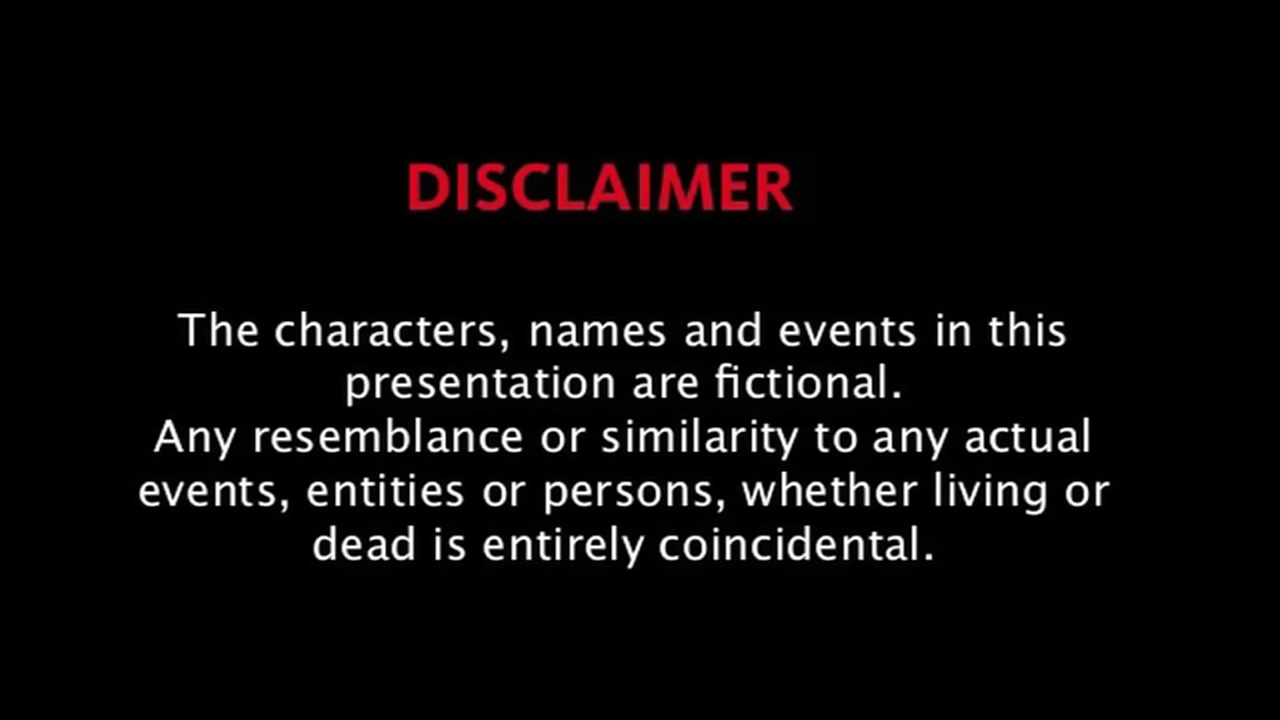 DISCLAIMER
The characters, names and events in this
presentation are fictional.
Any resemblance or similarity to any actual
events, entities or persons, whether living or
dead is entirely coincidental.